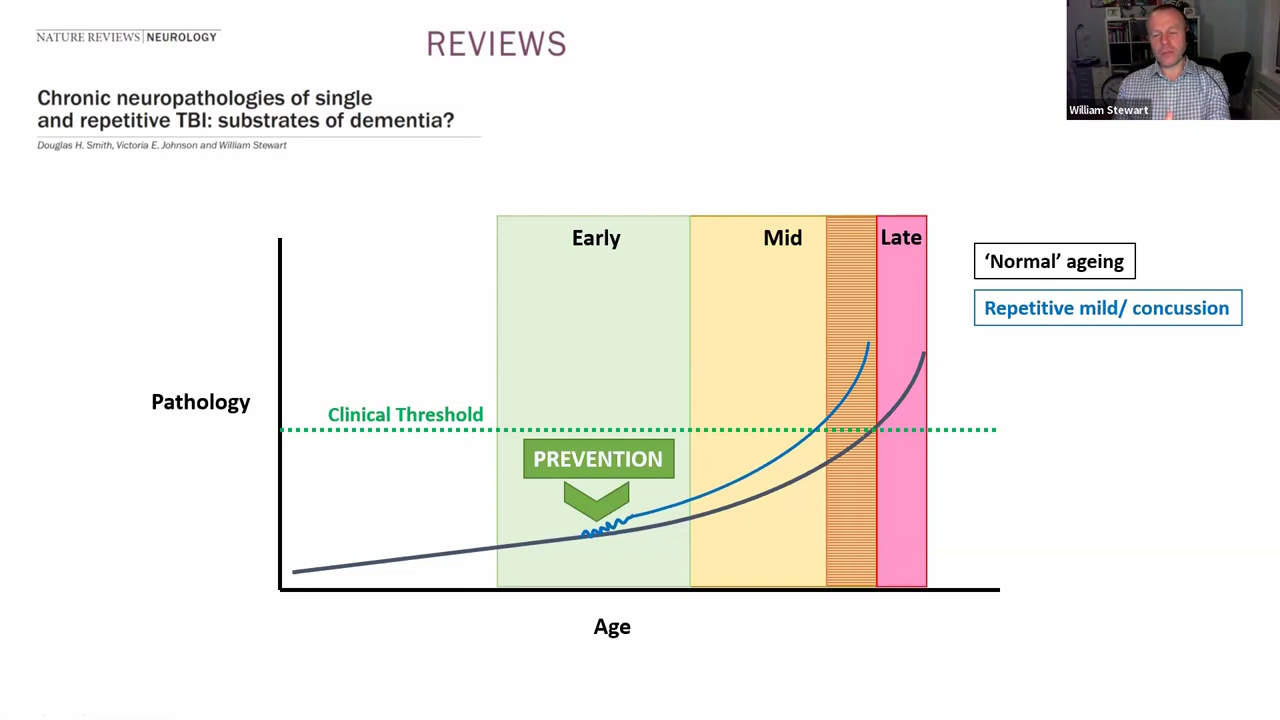 NATURE REVIEWS | NEUROLOGY
REVIEWS
William Stewart
Chronic neuropathologies of single
and repetitive TBI: substrates of dementia?
Douglas H. Smith, Victoria E. Johnson and William Stewart
Early
Mid
Late
‘Normal’ ageing
Repetitive mild/ concussion
Pathology
Clinical Threshold
PREVENTION
Age